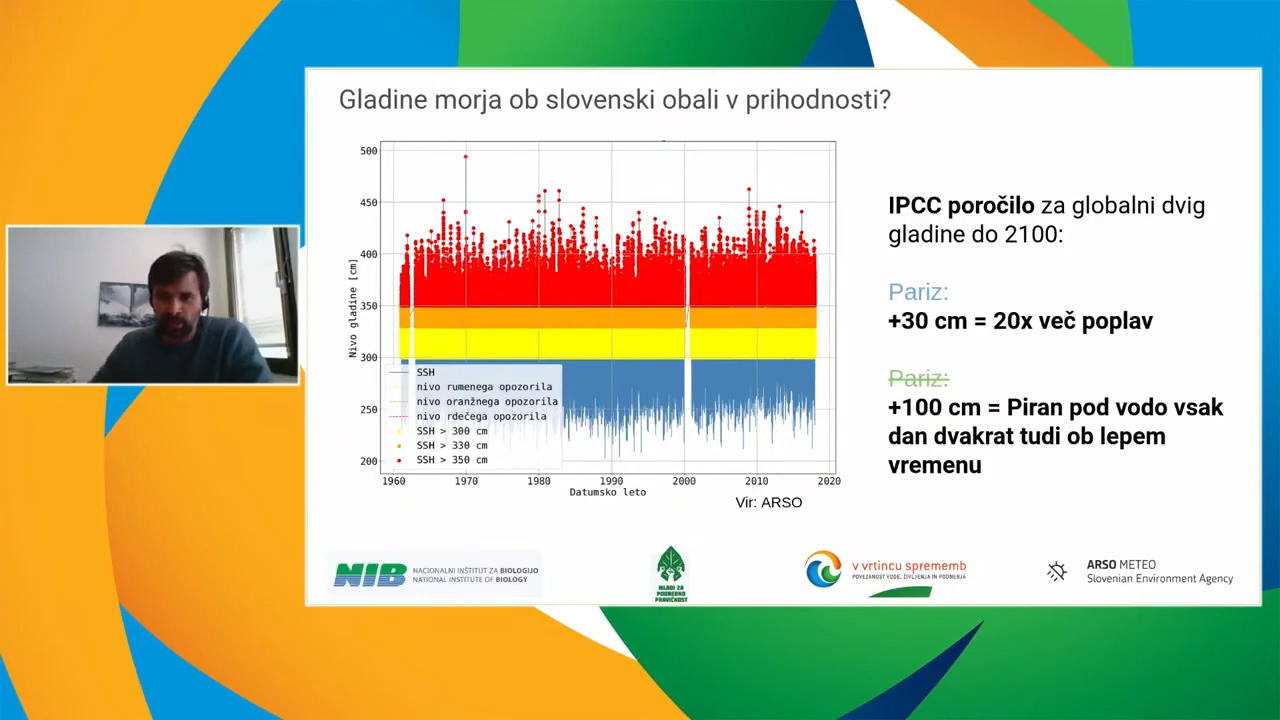 Gladine morja ob slovenski obali v prihodnosti?
500
450
400
350
300
250
200
Nivo gladine [cm]
SSH
nivo rumenega opozorila
nivo oranžnega opozorila
nivo rdečega opozorila
SSH > 300 cm
SSH > 330 cm
SSH > 350 cm
1960 1970 1980 1990 2000 2010 2020
Datumsko leto
Vir: ARSO
IPCC poročilo za globalni dvig
gladine do 2100:
Pariz:
+30 cm = 20x več poplav
Pariz:
+100 cm = Piran pod vodo vsak
dan dvakrat tudi ob lepem
vremenu
NIB
NACIONALNI INŠTITUT ZA BIOLOGIJO
NATIONAL INSTITUTE OF BIOLOGY
MLADI ZA
PODNEBNO
PRAVIČNOST
v vrtincu sprememb
POVEZANOST VODE, ŽIVLJENJA IN PODNEBJA
ARSO METEO
Slovenian Environment Agency